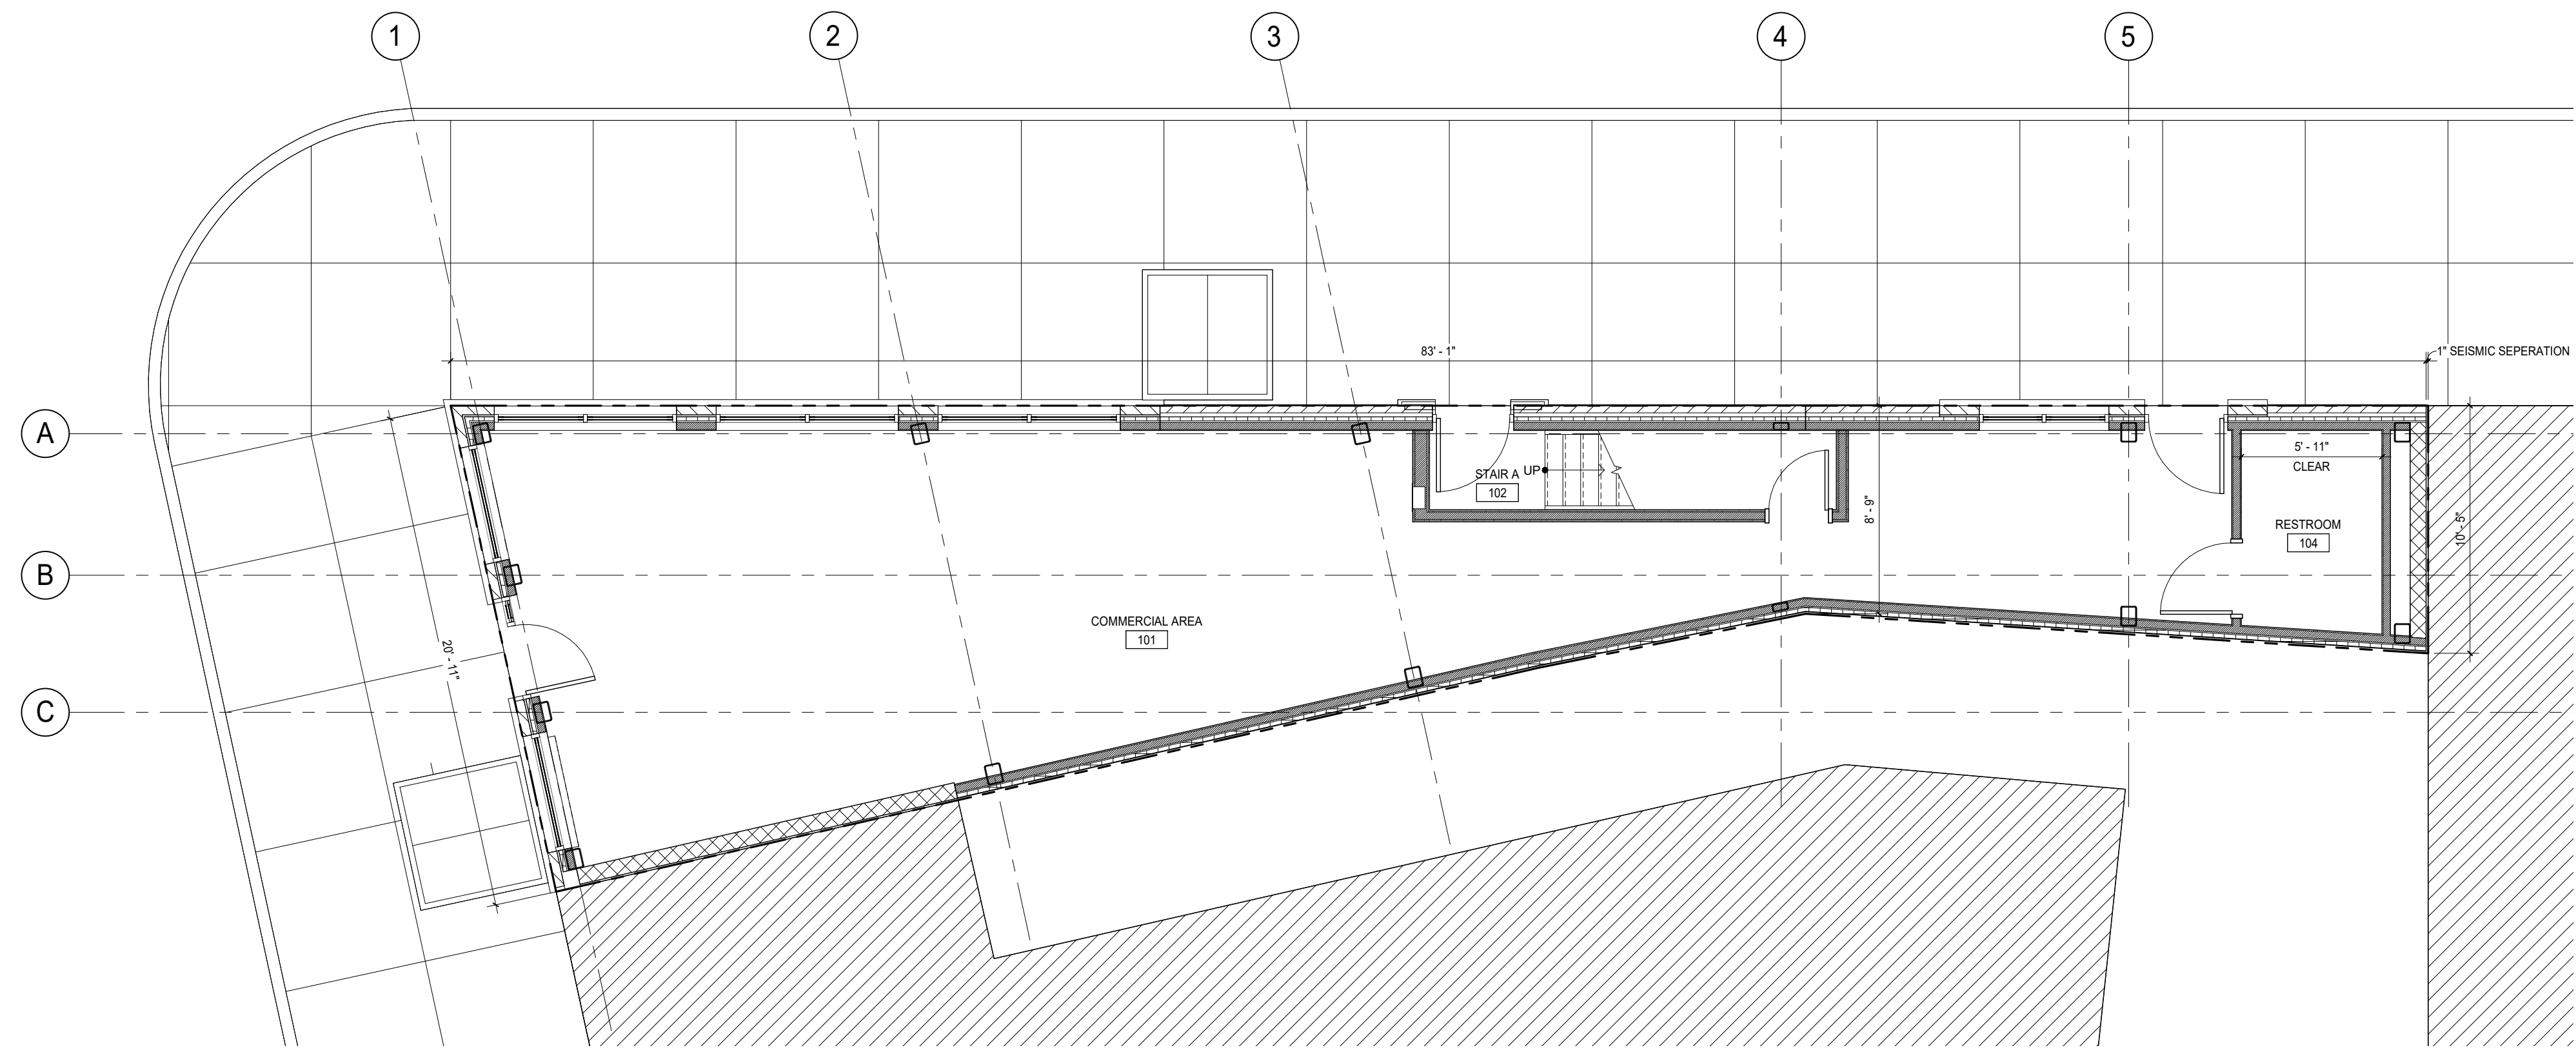 1
2
3
4
5
83' - 1"
1" SEISMIC SEPERATION
A
5' - 11"
CLEAR
UP
STAIR A
102
8' - 9"
RESTROOM
104
10' - 5"
B
COMMERCIAL AREA
101
20' - 11"
C